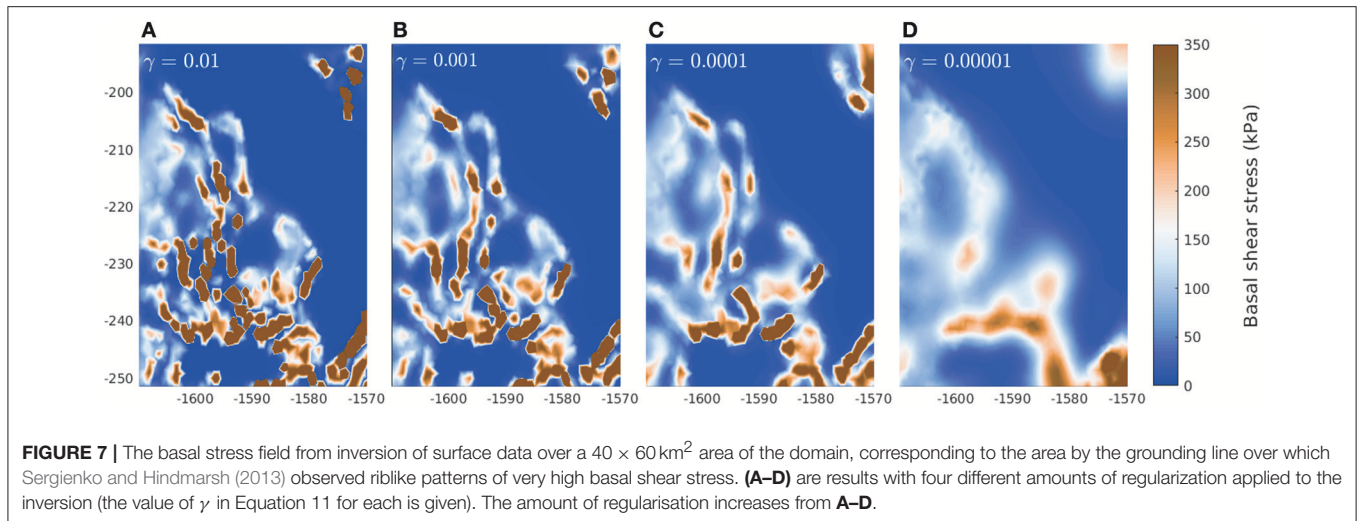 A
B
C
D
γ = 0.01
γ = 0.001
γ = 0.0001
γ = 0.00001
-200
-210
-220
-230
-240
-250
-1600 -1590 -1580 -1570
-1600 -1590 -1580 -1570
-1600 -1590 -1580 -1570
-1600 -1590 -1580 -1570
350
300
250
200
150
100
50
0
Basal shear stress (kPa)
FIGURE 7 | The basal stress field from inversion of surface data over a 40 × 60 km² area of the domain, corresponding to the area by the grounding line over which
Sergienko and Hindmarsh (2013) observed riblike patterns of very high basal shear stress. (A–D) are results with four different amounts of regularization applied to the
inversion (the value of γ in Equation 11 for each is given). The amount of regularisation increases from A–D.